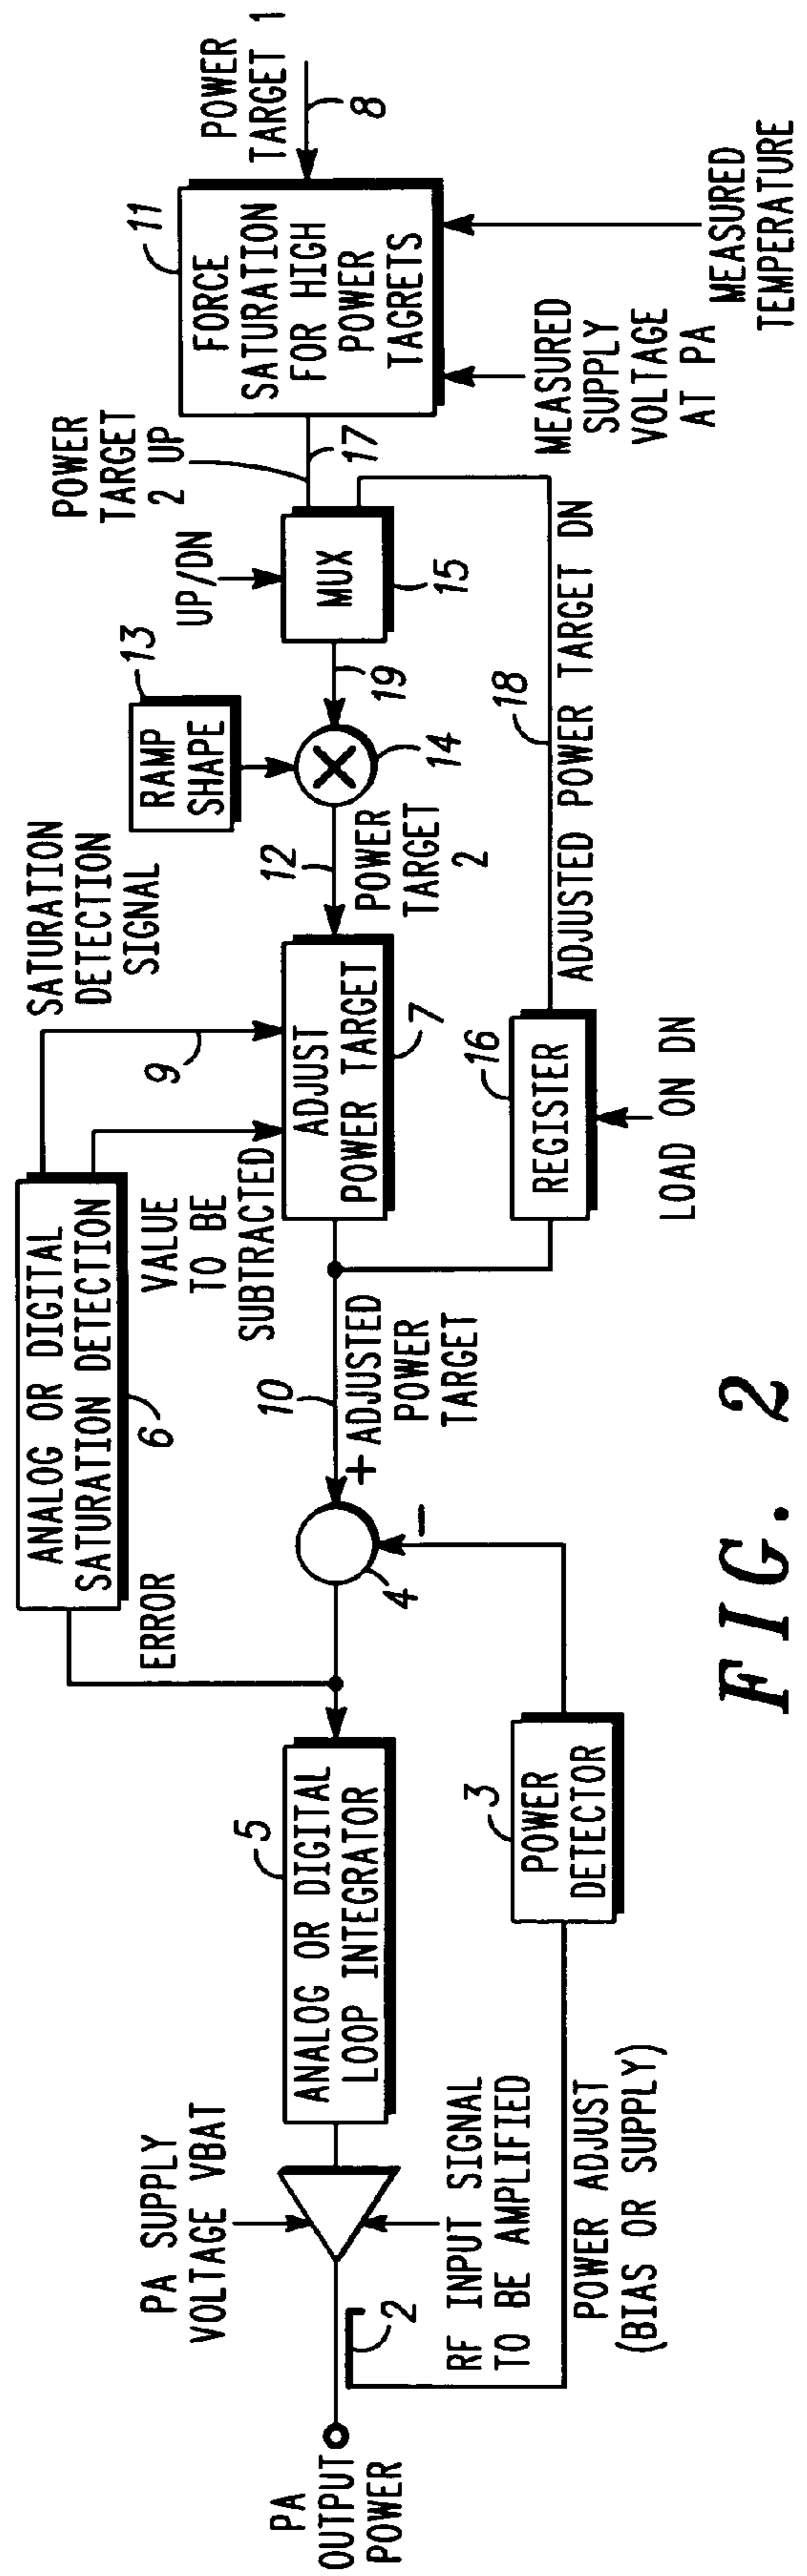 POWER
TARGET 1
8
11
FORCE
SATURATION
FOR HIGH
POWER
TAGRETS
MEASURED
TEMPERATURE
MEASURED
SUPPLY
VOLTAGE
AT PA
POWER
TARGET
2 UP
17
UP/DN
MUX
15
19
13
RAMP
SHAPE
14
18
ADJUSTED POWER TARGET DN
12
POWER
TARGET
2
SATURATION
DETECTION
SIGNAL
9
ADJUST
POWER TARGET
7
16
REGISTER
LOAD ON DN
ANALOG OR DIGITAL
SATURATION DETECTION
6
VALUE
TO BE
SUBTRACTED
10
+
ADJUSTED
POWER
TARGET
-
4
ERROR
5
ANALOG OR DIGITAL
LOOP INTEGRATOR
3
POWER
DETECTOR
PA SUPPLY
VOLTAGE VBAT
RF INPUT SIGNAL
TO BE AMPLIFIED
POWER ADJUST
(BIAS OR SUPPLY)
2
PA
OUTPUT
POWER
FIG. 2